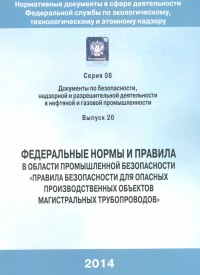 Нормативные документы в сфере деятельности
Федеральной службы по экологическому,
технологическому и атомному надзору
Серия 08
Документы по безопасности,
надзорной и разрешительной деятельности
в нефтяной и газовой промышленности
Выпуск 20
ФЕДЕРАЛЬНЫЕ НОРМЫ И ПРАВИЛА
В ОБЛАСТИ ПРОМЫШЛЕННОЙ БЕЗОПАСНОСТИ
«ПРАВИЛА БЕЗОПАСНОСТИ ДЛЯ ОПАСНЫХ
ПРОИЗВОДСТВЕННЫХ ОБЪЕКТОВ
МАГИСТРАЛЬНЫХ ТРУБОПРОВОДОВ»
2014